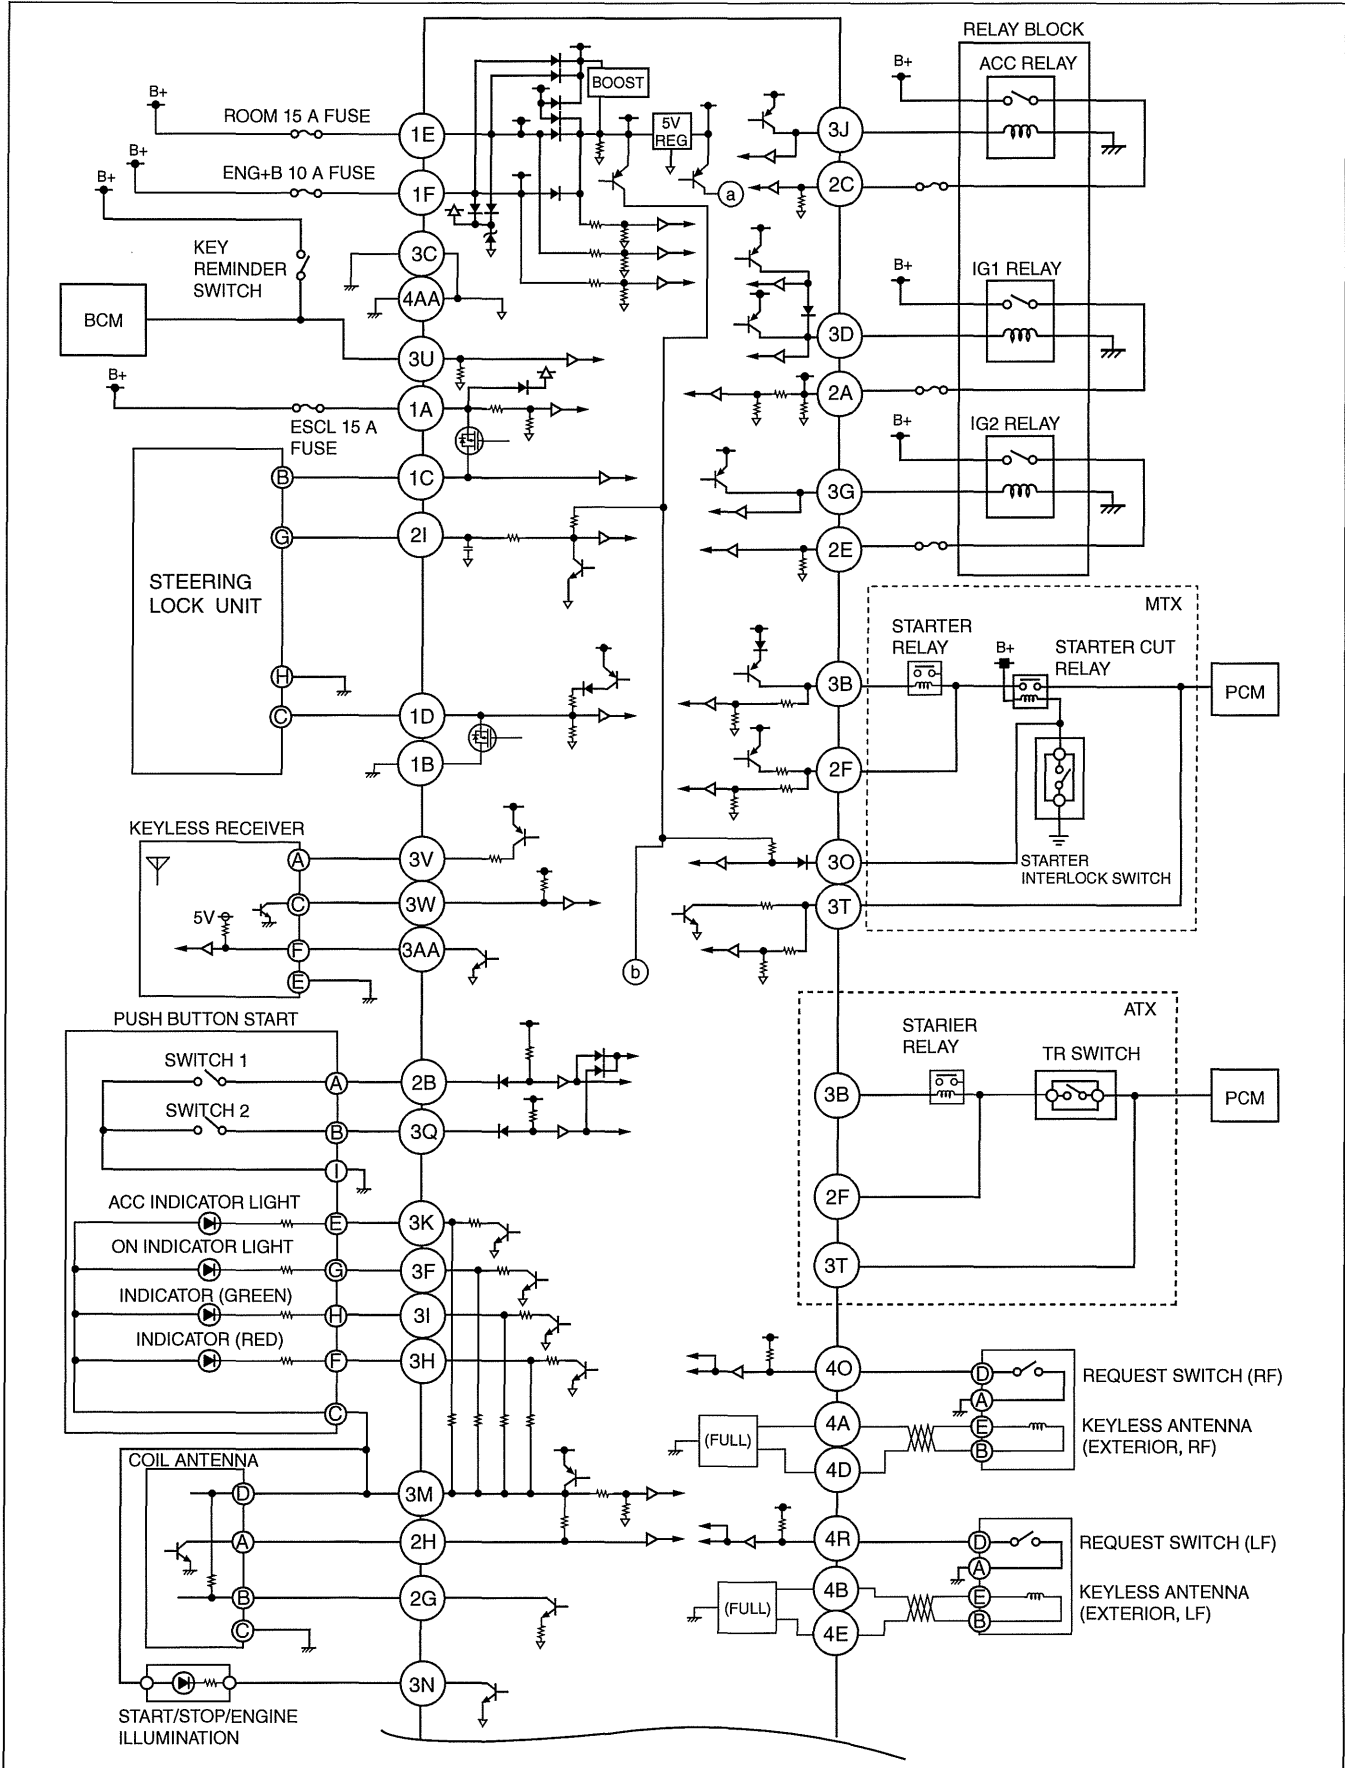 RELAY BLOCK
ACC RELAY
B+
BOOST
B+
ROOM 15 A FUSE
1E
5V
REG
3J
B+
ENG+B 10 A FUSE
B+
1F
a
2C
KEY
REMINDER
SWITCH
3C
4AA
B+
IG1 RELAY
BCM
3U
3D
B+
1A
2A
ESCL 15 A
FUSE
B+
IG2 RELAY
B
1C
3G
G
2I
2E
STEERING
LOCK UNIT
MTX
STARTER
RELAY
B+
STARTER CUT
RELAY
H
3B
PCM
C
1D
1B
2F
KEYLESS RECEIVER
A
3V
3O
STARTER
INTERLOCK SWITCH
C
3W
3T
5V
F
3AA
E
b
PUSH BUTTON START
ATX
STARIER
RELAY
TR SWITCH
SWITCH 1
A
2B
3B
PCM
SWITCH 2
B
3Q
I
ACC INDICATOR LIGHT
E
3K
2F
ON INDICATOR LIGHT
G
3F
3T
INDICATOR (GREEN)
H
3I
INDICATOR (RED)
F
3H
4O
D
REQUEST SWITCH (RF)
A
C
(FULL)
4A
E
KEYLESS ANTENNA
(EXTERIOR, RF)
4D
B
COIL ANTENNA
D
3M
A
2H
4R
D
REQUEST SWITCH (LF)
A
B
2G
(FULL)
4B
E
KEYLESS ANTENNA
(EXTERIOR, LF)
4E
B
C
3N
START/STOP/ENGINE
ILLUMINATION